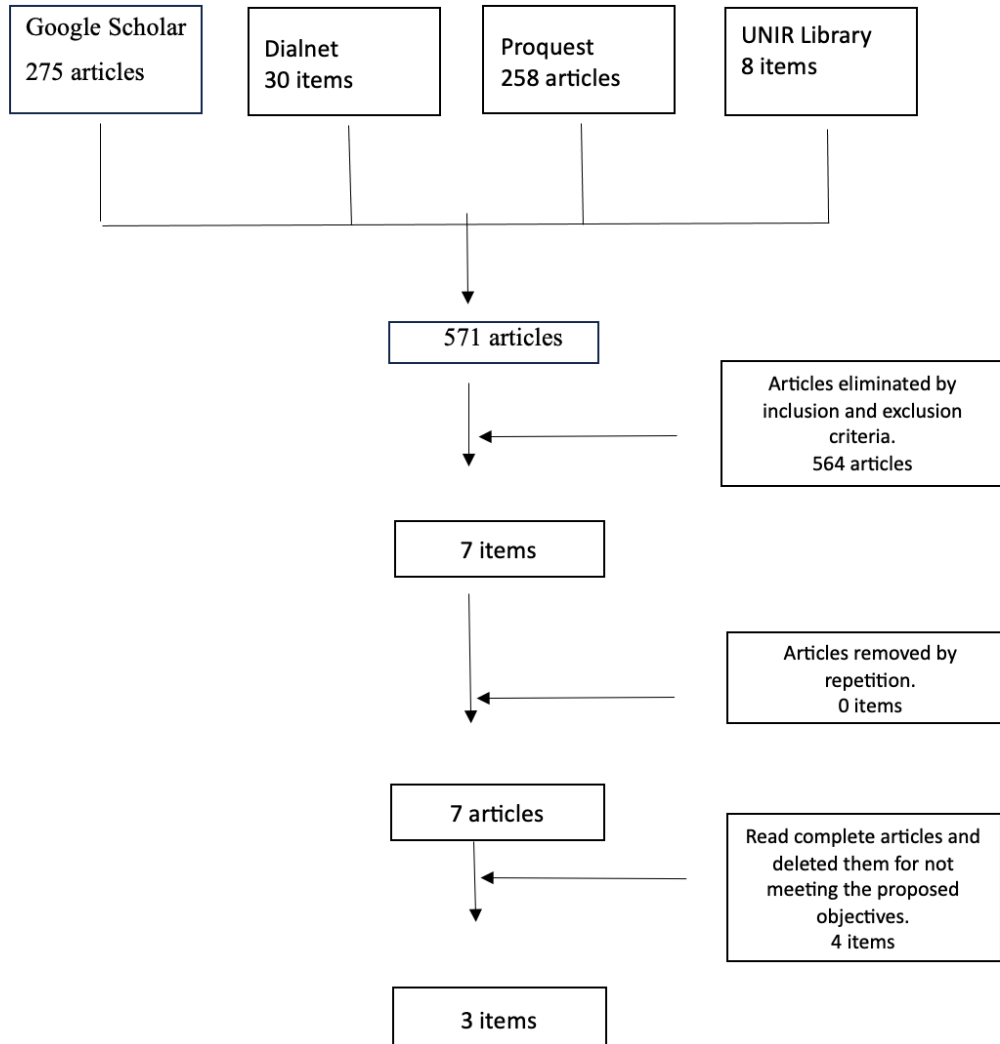 Google Scholar
275 articles
Dialnet
30 items
Proquest
258 articles
UNIR Library
8 items
571 articles
Articles eliminated by
inclusion and exclusion
criteria.
564 articles
7 items
Articles removed by
repetition.
0 items
7 articles
Read complete articles and
deleted them for not
meeting the proposed
objectives.
4 items
3 items